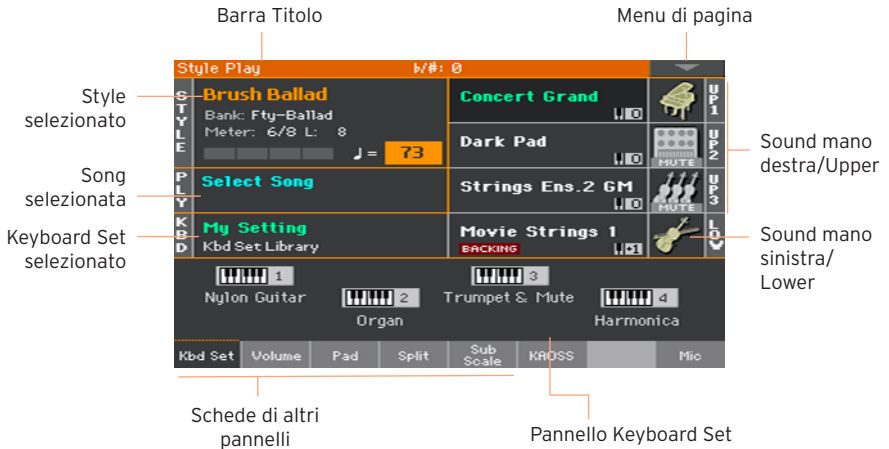 Barra Titolo
Menu di pagina
Style Play ♭/#: 0
Style
selezionato
STYLE
Brush Ballad
Bank: Fty-Ballad
Meter: 6/8 L: 8
♩= 73
Concert Grand
UP1
Dark Pad
MUTE
UP2
Sound mano
destra/Upper
Song
selezionata
PLY
Select Song
Strings Ens.2 GM
MUTE
UP3
Keyboard Set
selezionato
KBD
My Setting
Kbd Set Library
Movie Strings 1
BACKING
+1
LOW
Sound mano
sinistra/
Lower
1
Nylon Guitar
2
Organ
3
Trumpet & Mute
4
Harmonica
Kbd Set Volume Pad Split Sub Scale KAOSS Mic
Schede di altri
pannelli
Pannello Keyboard Set